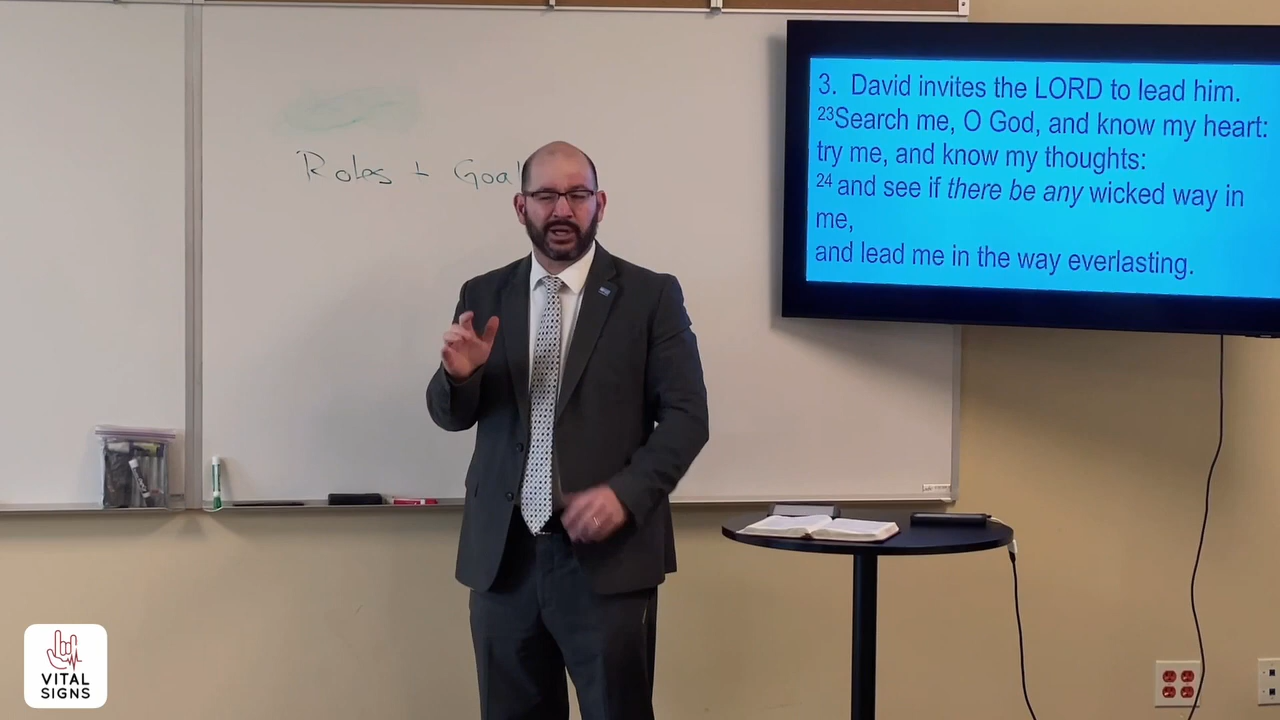 Roles + Goal
3. David invites the LORD to lead him.
23Search me, O God, and know my heart:
try me, and know my thoughts:
24 and see if there be any wicked way in
me,
and lead me in the way everlasting.
VITAL
SIGNS